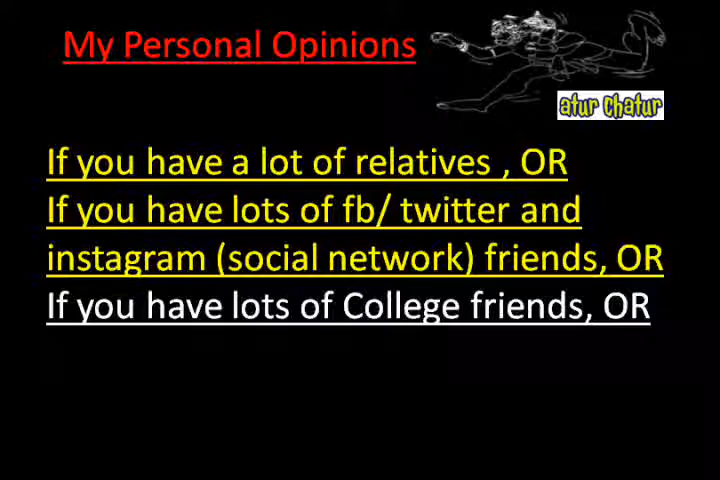 My Personal Opinions
atur chatur
If you have a lot of relatives , OR
If you have lots of fb/ twitter and
instagram (social network) friends, OR
If you have lots of College friends, OR